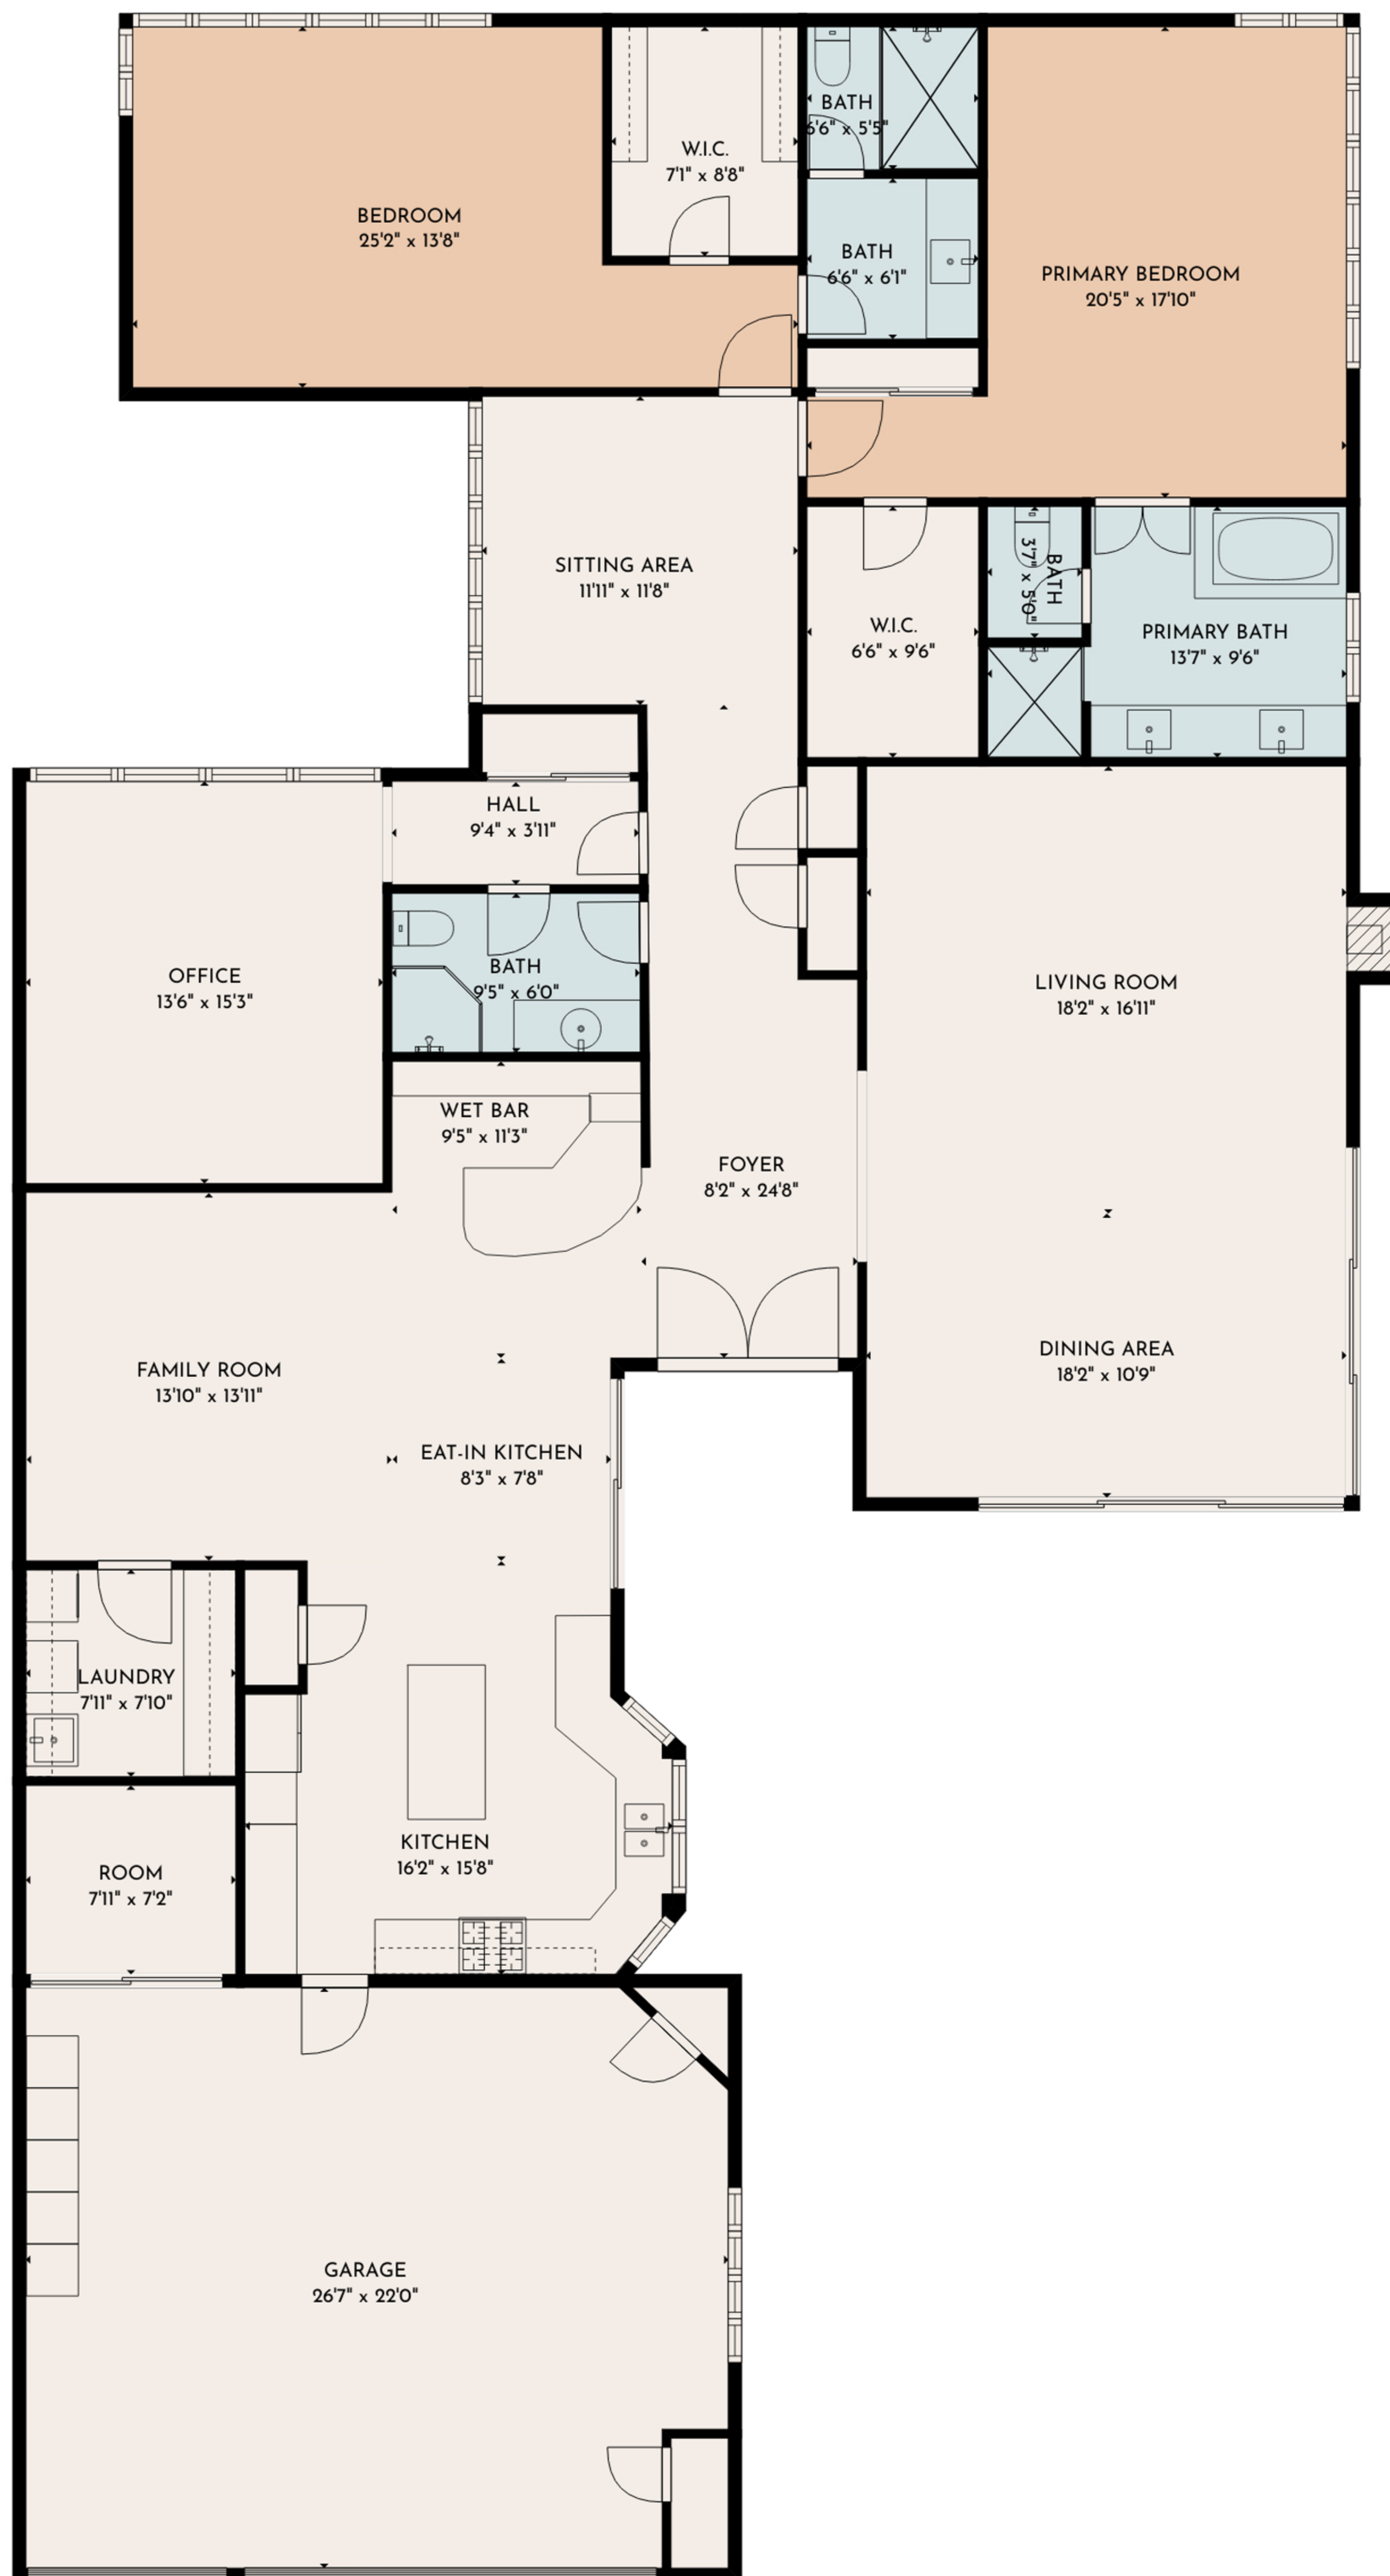 BATH
6'6" x 5'5"
W.I.C.
7'1" x 8'8"
BEDROOM
25'2" x 13'8"
BATH
6'6" x 6'1"
PRIMARY BEDROOM
20'5" x 17'10"
SITTING AREA
11'11" x 11'8"
BATH
3'7" x 5'0"
W.I.C.
6'6" x 9'6"
PRIMARY BATH
13'7" x 9'6"
HALL
9'4" x 3'11"
OFFICE
13'6" x 15'3"
BATH
9'5" x 6'0"
LIVING ROOM
18'2" x 16'11"
WET BAR
9'5" x 11'3"
FOYER
8'2" x 24'8"
FAMILY ROOM
13'10" x 13'11"
DINING AREA
18'2" x 10'9"
EAT-IN KITCHEN
8'3" x 7'8"
LAUNDRY
7'11" x 7'10"
KITCHEN
16'2" x 15'8"
ROOM
7'11" x 7'2"
GARAGE
26'7" x 22'0"